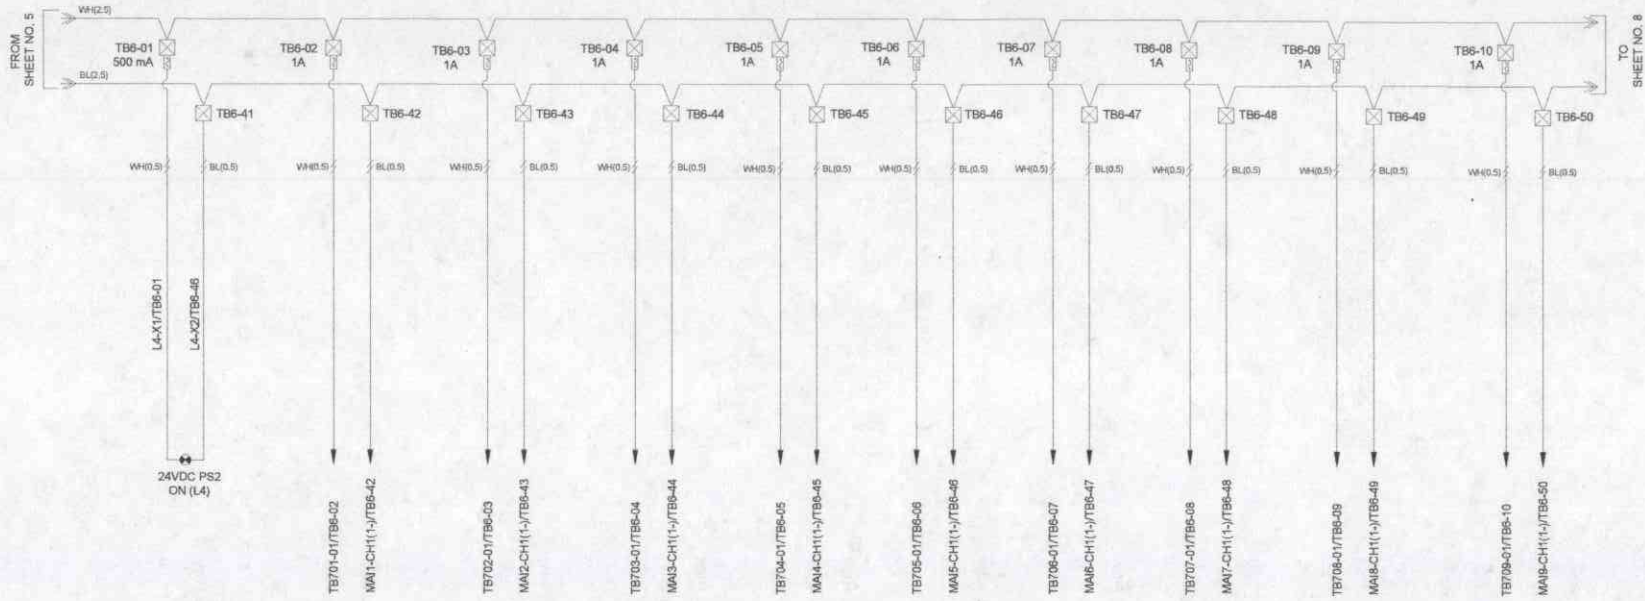 FROM
SHEET NO. 5
WH(2.5)
BL(2.5)
TO
SHEET NO. 8
TB6-01
500 mA
TB6-02
1A
TB6-03
1A
TB6-04
1A
TB6-05
1A
TB6-06
1A
TB6-07
1A
TB6-08
1A
TB6-09
1A
TB6-10
1A
TB6-41
TB6-42
TB6-43
TB6-44
TB6-45
TB6-46
TB6-47
TB6-48
TB6-49
TB6-50
WH(0.5)
BL(0.5)
WH(0.5)
BL(0.5)
WH(0.5)
BL(0.5)
WH(0.5)
BL(0.5)
WH(0.5)
BL(0.5)
WH(0.5)
BL(0.5)
WH(0.5)
BL(0.5)
WH(0.5)
BL(0.5)
WH(0.5)
BL(0.5)
WH(0.5)
BL(0.5)
L4-X1/TB6-01
L4-X2/TB6-46
24VDC PS2
ON (L4)
TB701-01/TB6-02
MAI1-CH1(1-)/TB6-42
TB702-01/TB6-03
MAI2-CH1(1-)/TB6-43
TB703-01/TB6-04
MAI3-CH1(1-)/TB6-44
TB704-01/TB6-05
MAI4-CH1(1-)/TB6-45
TB705-01/TB6-06
MAI5-CH1(1-)/TB6-46
TB706-01/TB6-07
MAI6-CH1(1-)/TB6-47
TB707-01/TB6-08
MAI7-CH1(1-)/TB6-48
TB708-01/TB6-09
MAI8-CH1(1-)/TB6-49
TB709-01/TB6-10
MAI9-CH1(1-)/TB6-50